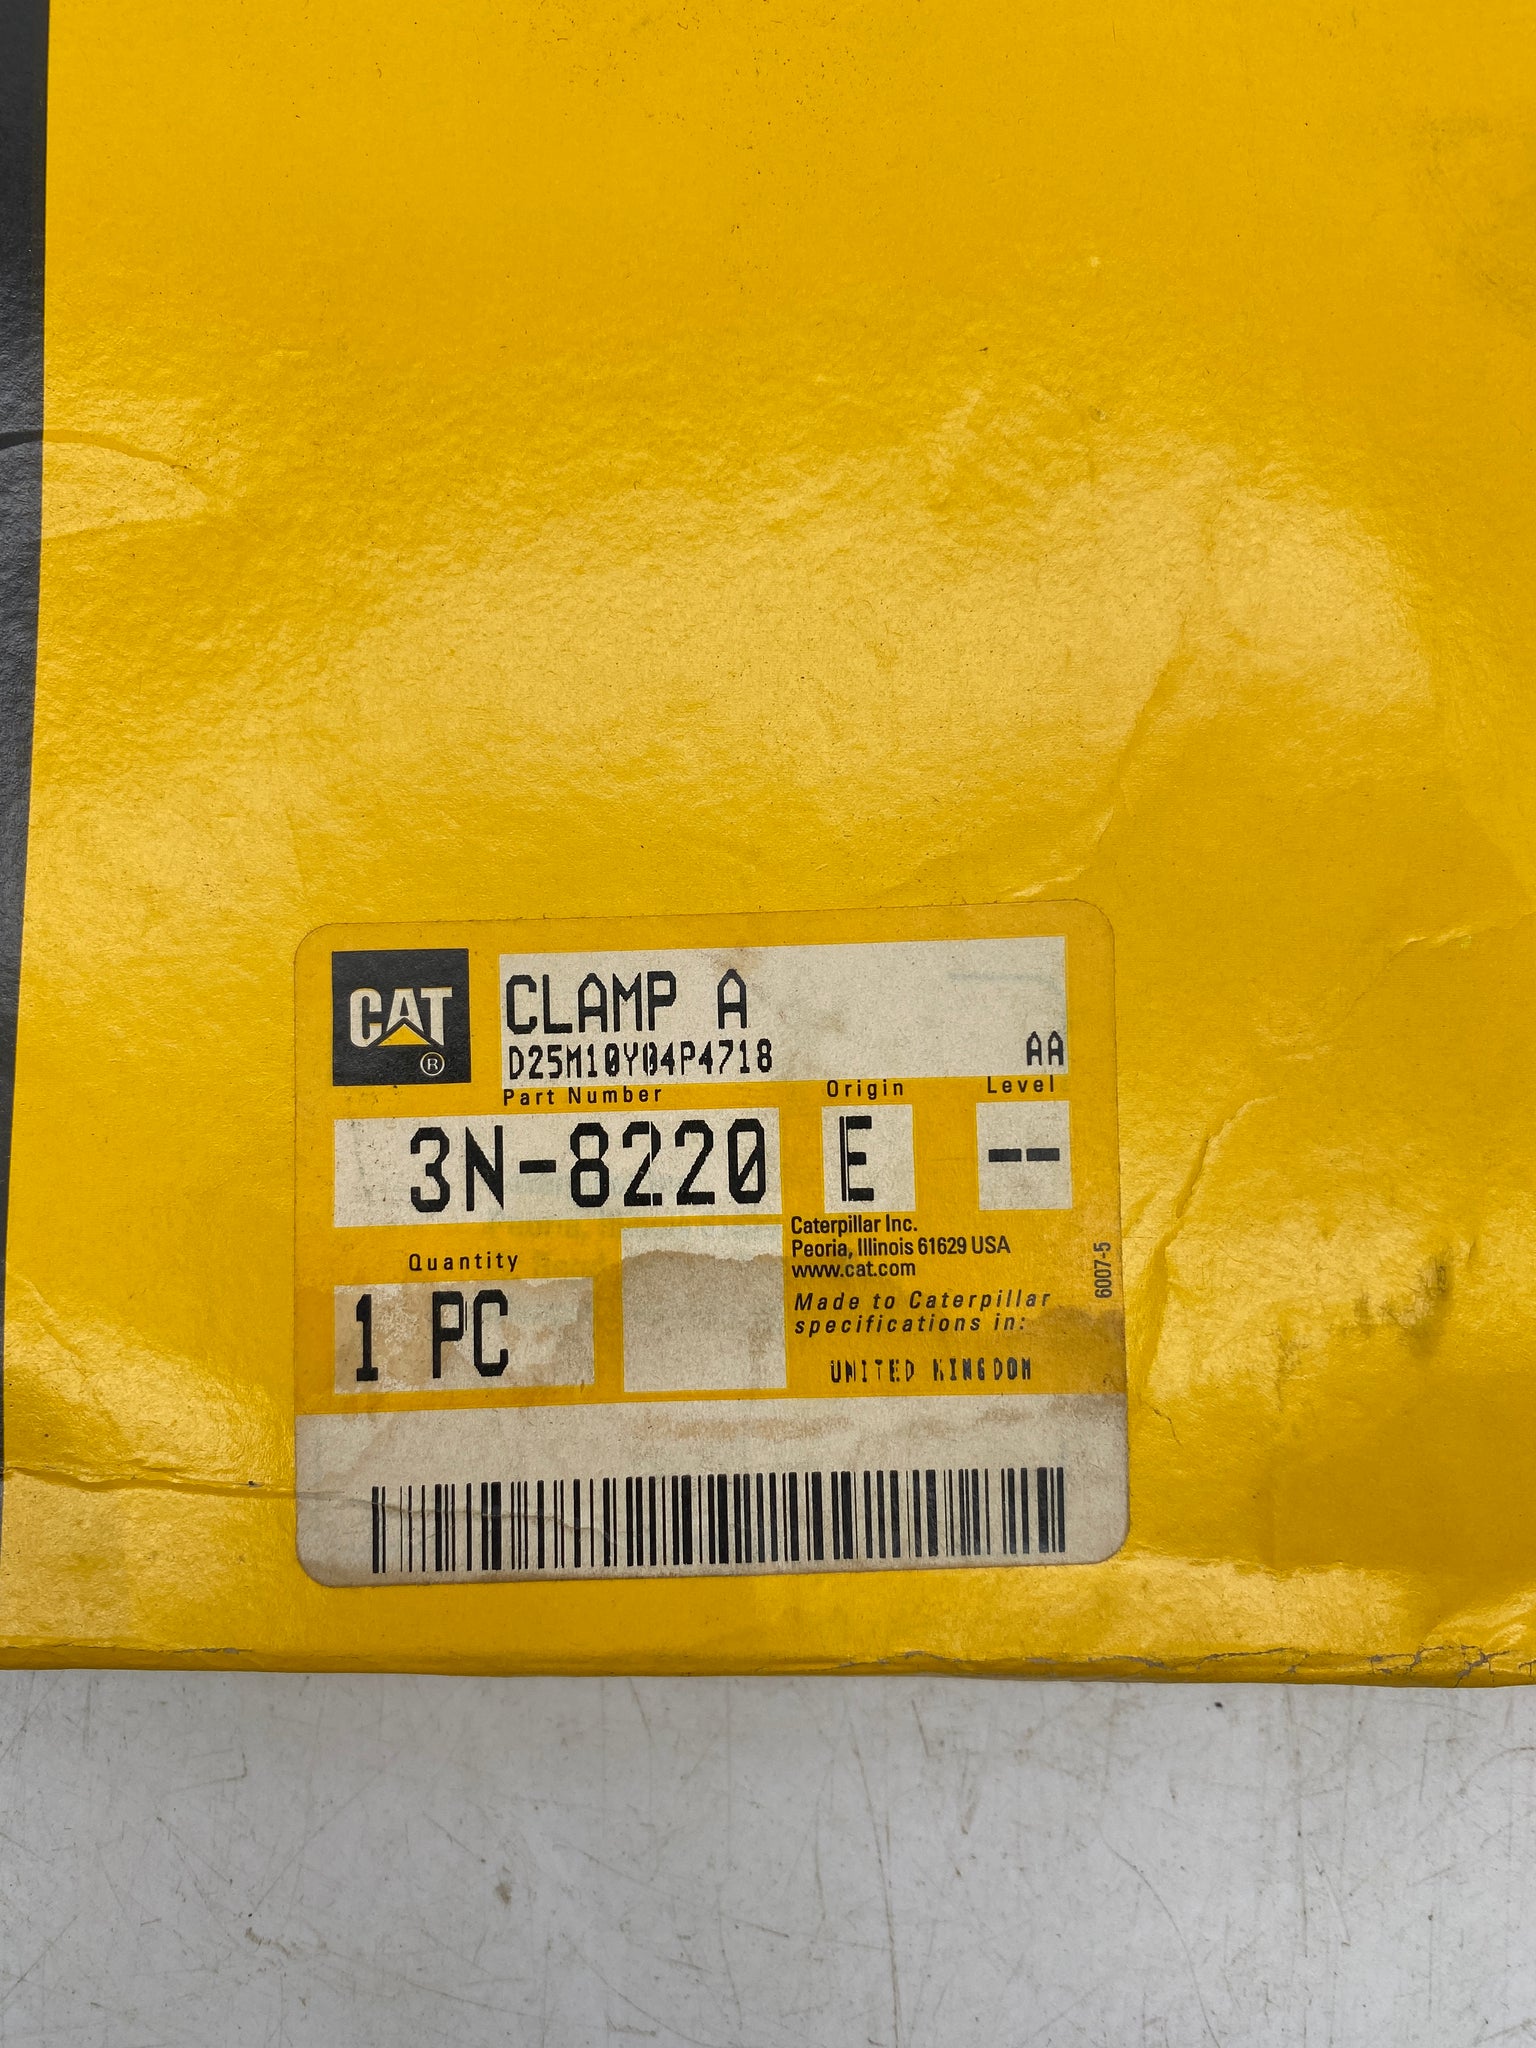 CAT®
CLAMP A
D25M10Y04P4718 AA
Part Number Origin Level
3N-8220 E --
Quantity
1 PC
Caterpillar Inc.
Peoria, Illinois 61629 USA
www.cat.com
Made to Caterpillar
specifications in:
UNITED KINGDOM
6007-5